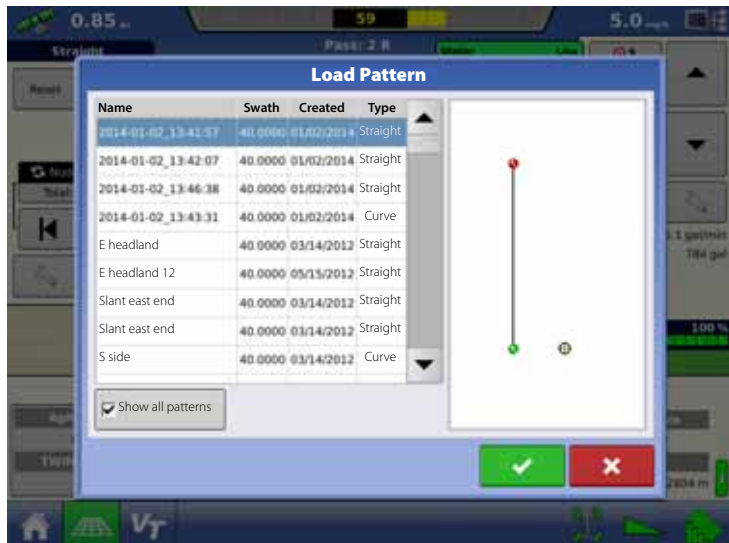 0.85
59
5.0
Straight
Pass: 2 R
Reset
Load Pattern
Name Swath Created Type
2014-01-02_13:41:57 40.0000 01/02/2014 Straight
2014-01-02_13:42:07 40.0000 01/02/2014 Straight
2014-01-02_13:46:38 40.0000 01/02/2014 Straight
2014-01-02_13:43:31 40.0000 01/02/2014 Curve
E headland 40.0000 03/14/2012 Straight
E headland 12 40.0000 05/15/2012 Straight
Slant east end 40.0000 03/14/2012 Straight
Slant east end 40.0000 03/14/2012 Straight
S side 40.0000 03/14/2012 Curve
Show all patterns
Total:
784 gal
100 %
2804 m
VT